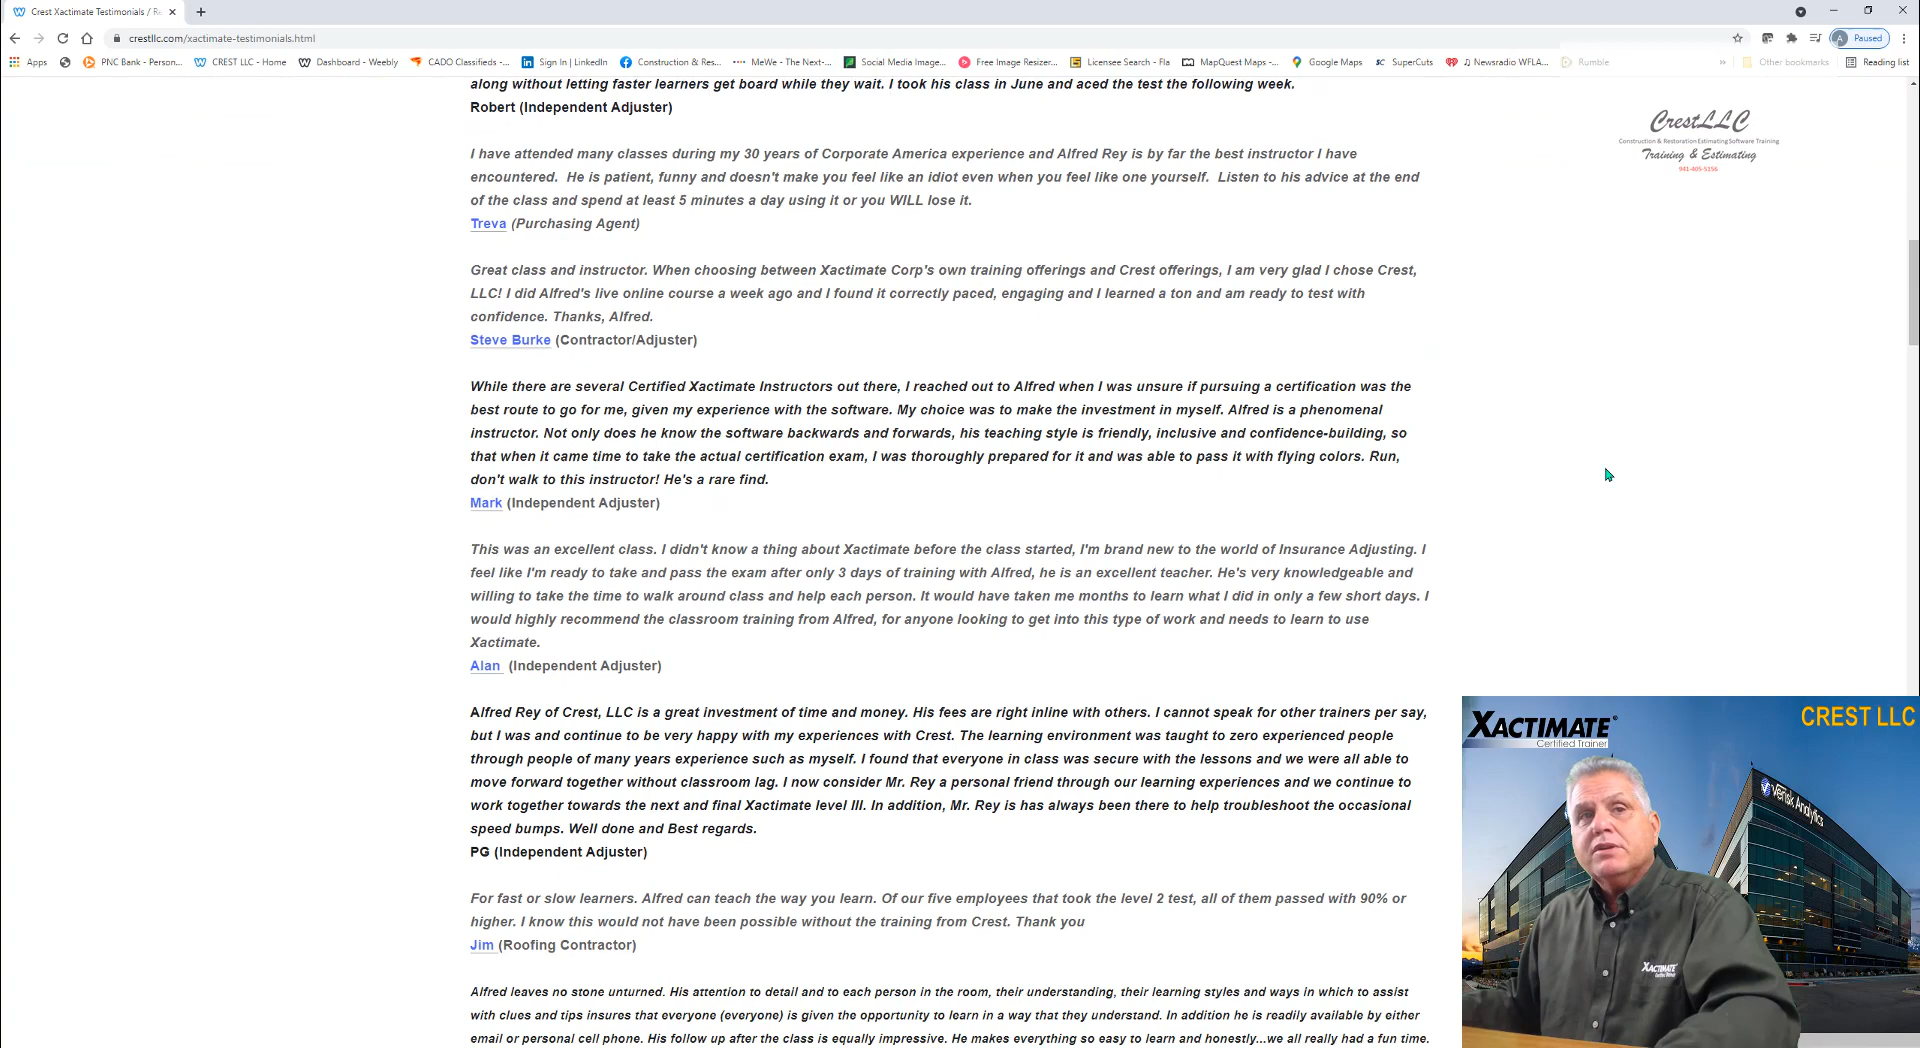 Crest Xactimate Testimonials / Re
crestllc.com/xactimate-testimonials.html
Paused
Apps
PNC Bank - Person...
CREST LLC - Home
Dashboard - Weebly
CADO Classifieds -...
Sign In | LinkedIn
Construction & Res...
MeWe - The Next-...
Social Media Image...
Free Image Resizer...
Licensee Search - Fla
MapQuest Maps -...
Google Maps
SuperCuts
♫ Newsradio WFLA...
Rumble
»
Other bookmarks
Reading list
along without letting faster learners get board while they wait. I took his class in June and aced the test the following week.
Robert (Independent Adjuster)
CrestLLC
Construction & Restoration Estimating Software Training
Training & Estimating
941-405-5156
I have attended many classes during my 30 years of Corporate America experience and Alfred Rey is by far the best instructor I have
encountered.  He is patient, funny and doesn't make you feel like an idiot even when you feel like one yourself.  Listen to his advice at the end
of the class and spend at least 5 minutes a day using it or you WILL lose it.
Treva (Purchasing Agent)
Great class and instructor. When choosing between Xactimate Corp's own training offerings and Crest offerings, I am very glad I chose Crest,
LLC! I did Alfred's live online course a week ago and I found it correctly paced, engaging and I learned a ton and am ready to test with
confidence. Thanks, Alfred.
Steve Burke (Contractor/Adjuster)
While there are several Certified Xactimate Instructors out there, I reached out to Alfred when I was unsure if pursuing a certification was the
best route to go for me, given my experience with the software. My choice was to make the investment in myself. Alfred is a phenomenal
instructor. Not only does he know the software backwards and forwards, his teaching style is friendly, inclusive and confidence-building, so
that when it came time to take the actual certification exam, I was thoroughly prepared for it and was able to pass it with flying colors. Run,
don't walk to this instructor! He's a rare find.
Mark (Independent Adjuster)
This was an excellent class. I didn't know a thing about Xactimate before the class started, I'm brand new to the world of Insurance Adjusting. I
feel like I'm ready to take and pass the exam after only 3 days of training with Alfred, he is an excellent teacher. He's very knowledgeable and
willing to take the time to walk around class and help each person. It would have taken me months to learn what I did in only a few short days. I
would highly recommend the classroom training from Alfred, for anyone looking to get into this type of work and needs to learn to use
Xactimate.
Alan  (Independent Adjuster)
Alfred Rey of Crest, LLC is a great investment of time and money. His fees are right inline with others. I cannot speak for other trainers per say,
but I was and continue to be very happy with my experiences with Crest. The learning environment was taught to zero experienced people
through people of many years experience such as myself. I found that everyone in class was secure with the lessons and we were all able to
move forward together without classroom lag. I now consider Mr. Rey a personal friend through our learning experiences and we continue to
work together towards the next and final Xactimate level III. In addition, Mr. Rey is has always been there to help troubleshoot the occasional
speed bumps. Well done and Best regards.
PG (Independent Adjuster)
For fast or slow learners. Alfred can teach the way you learn. Of our five employees that took the level 2 test, all of them passed with 90% or
higher. I know this would not have been possible without the training from Crest. Thank you
Jim (Roofing Contractor)
Alfred leaves no stone unturned. His attention to detail and to each person in the room, their understanding, their learning styles and ways in which to assist
with clues and tips insures that everyone (everyone) is given the opportunity to learn in a way that they understand. In addition he is readily available by either
email or personal cell phone. His follow up after the class is equally impressive. He makes everything so easy to learn and honestly...we all really had a fun time.
XACTIMATE®
Certified Trainer
CREST LLC
Verisk Analytics
XACTIMATE